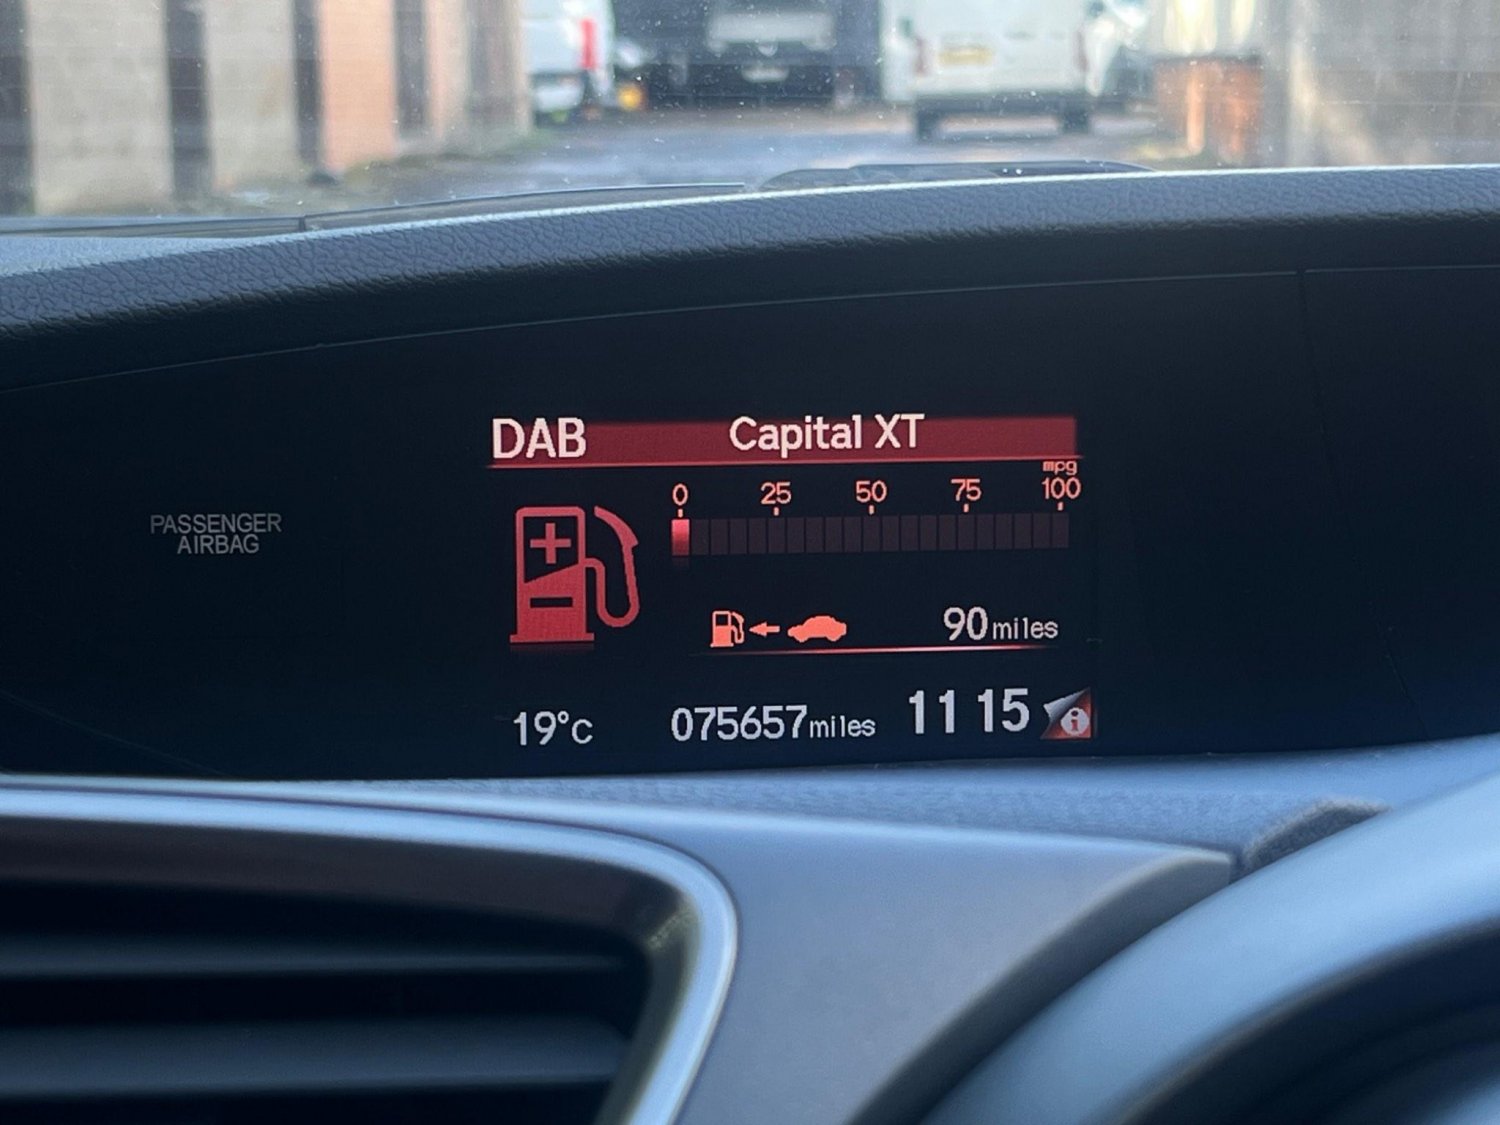 DAB Capital XT
mpg
0 25 50 75 100
PASSENGER
AIRBAG
90miles
19°C 075657miles 11 15 i